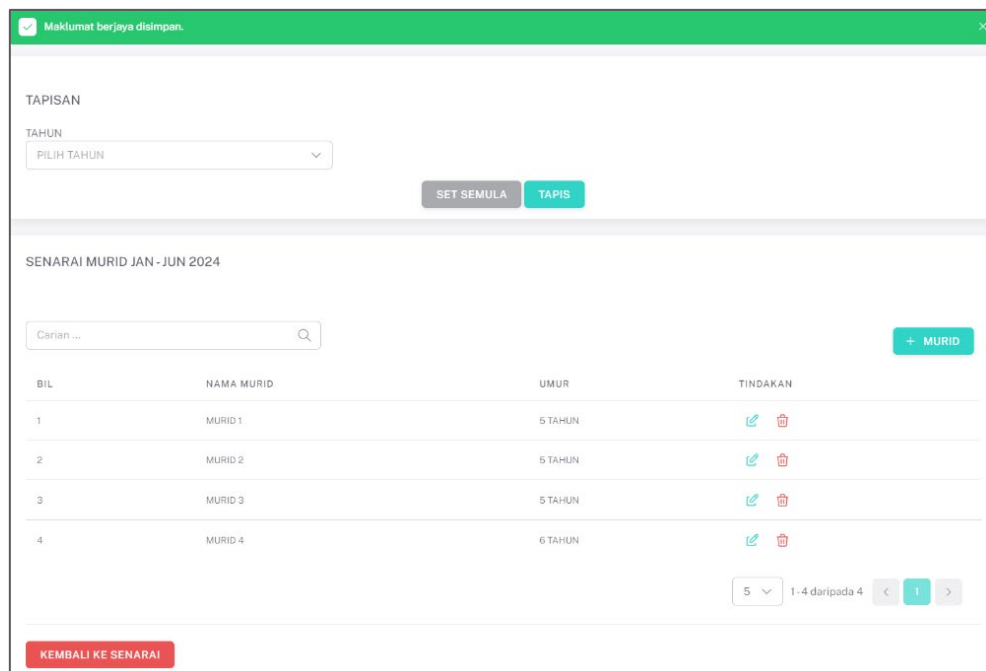 Maklumat berjaya disimpan.
TAPISAN
TAHUN
PILIH TAHUN
SET SEMULA TAPIS
SENARAI MURID JAN - JUN 2024
Carian ...
+ MURID
BIL NAMA MURID UMUR TINDAKAN
1 MURID 1 5 TAHUN
2 MURID 2 5 TAHUN
3 MURID 3 5 TAHUN
4 MURID 4 6 TAHUN
5 1 - 4 daripada 4 < 1 >
KEMBALI KE SENARAI